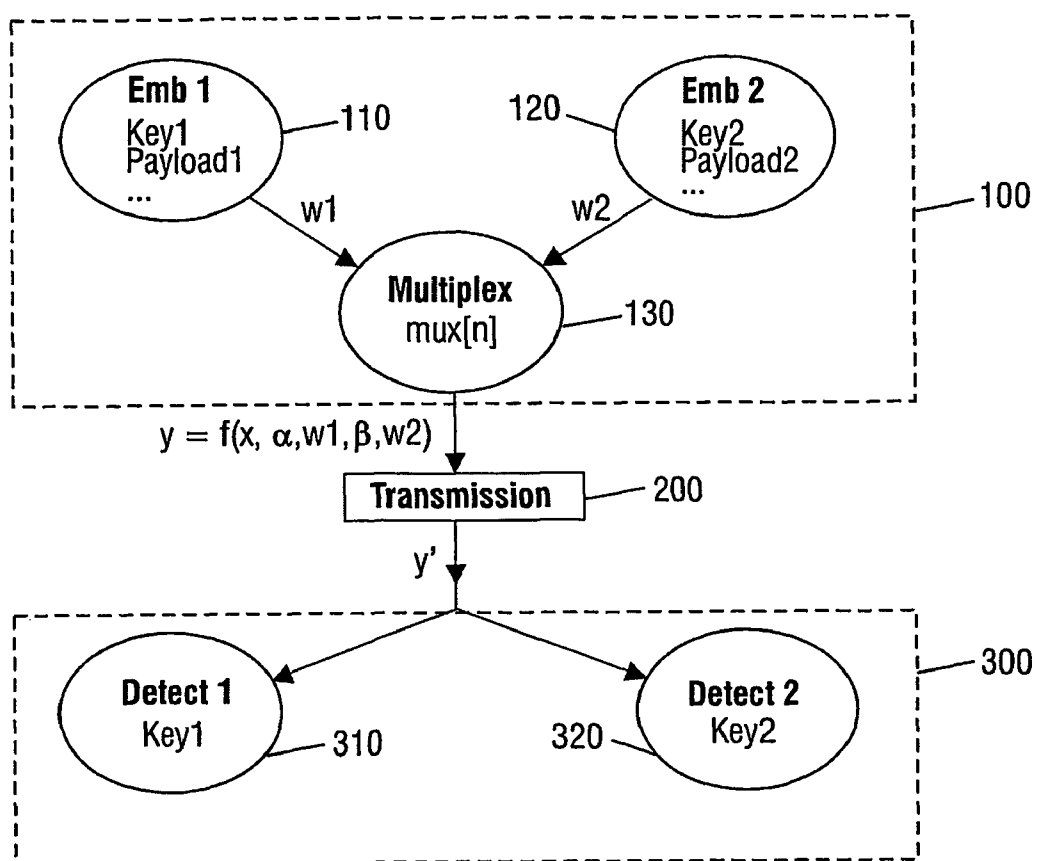 Emb 1
Key1
Payload1
...
110
120
Emb 2
Key2
Payload2
...
100
w1
w2
Multiplex
mux[n]
130
y = f(x, α,w1,β,w2)
Transmission
200
y'
300
Detect 1
Key1
310
320
Detect 2
Key2